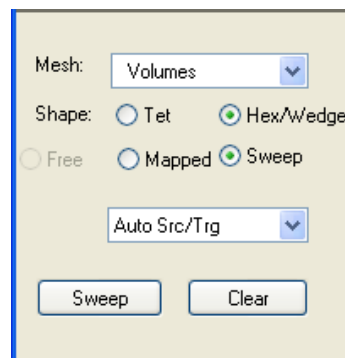 Mesh: Volumes
Shape: Tet Hex/Wedge
Free Mapped Sweep
Auto Src/Trg
Sweep Clear